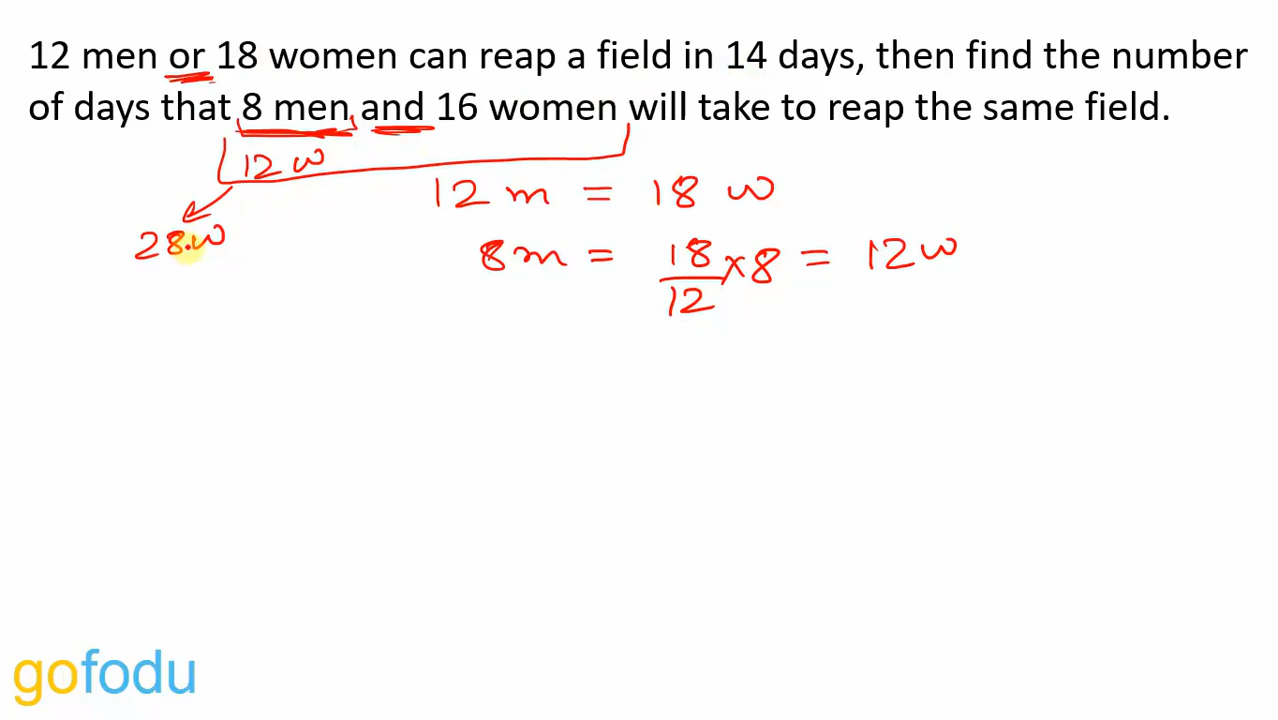 12 men or 18 women can reap a field in 14 days, then find the number
of days that 8 men and 16 women will take to reap the same field.
12 w
12 m = 18 w
28.w
8 m = 18/12 × 8 = 12 w
gofodu